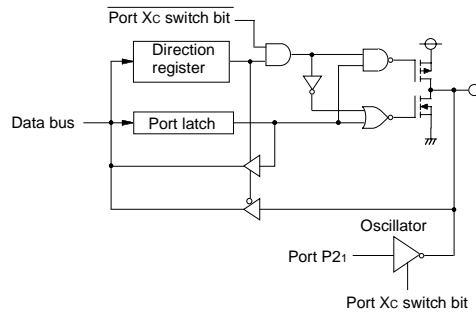 Port XC switch bit
Direction
register
Data bus
Port latch
Oscillator
Port P21
Port XC switch bit